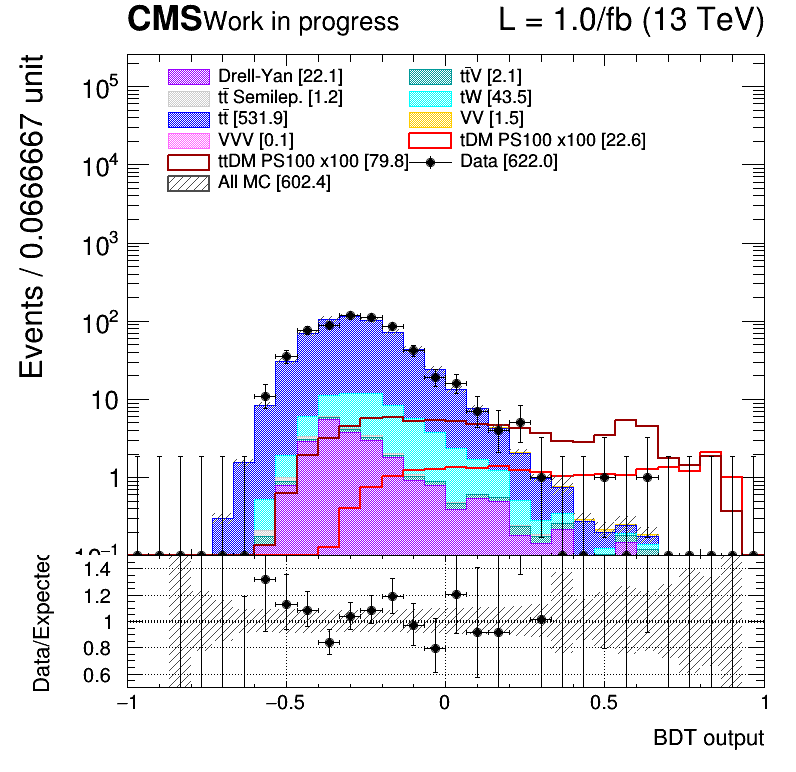 CMS Work in progress L = 1.0/fb (13 TeV)
Events / 0.0666667 unit
10⁵
10⁴
10³
10²
10
1
10⁻¹
Drell-Yan [22.1]
tt̄ Semilep. [1.2]
tt̄ [531.9]
VVV [0.1]
ttDM PS100 x100 [79.8]
All MC [602.4]
tt̄V [2.1]
tW [43.5]
VV [1.5]
tDM PS100 x100 [22.6]
Data [622.0]
Data/Expected
1.4
1.2
1
0.8
0.6
−1 −0.5 0 0.5 1
BDT output